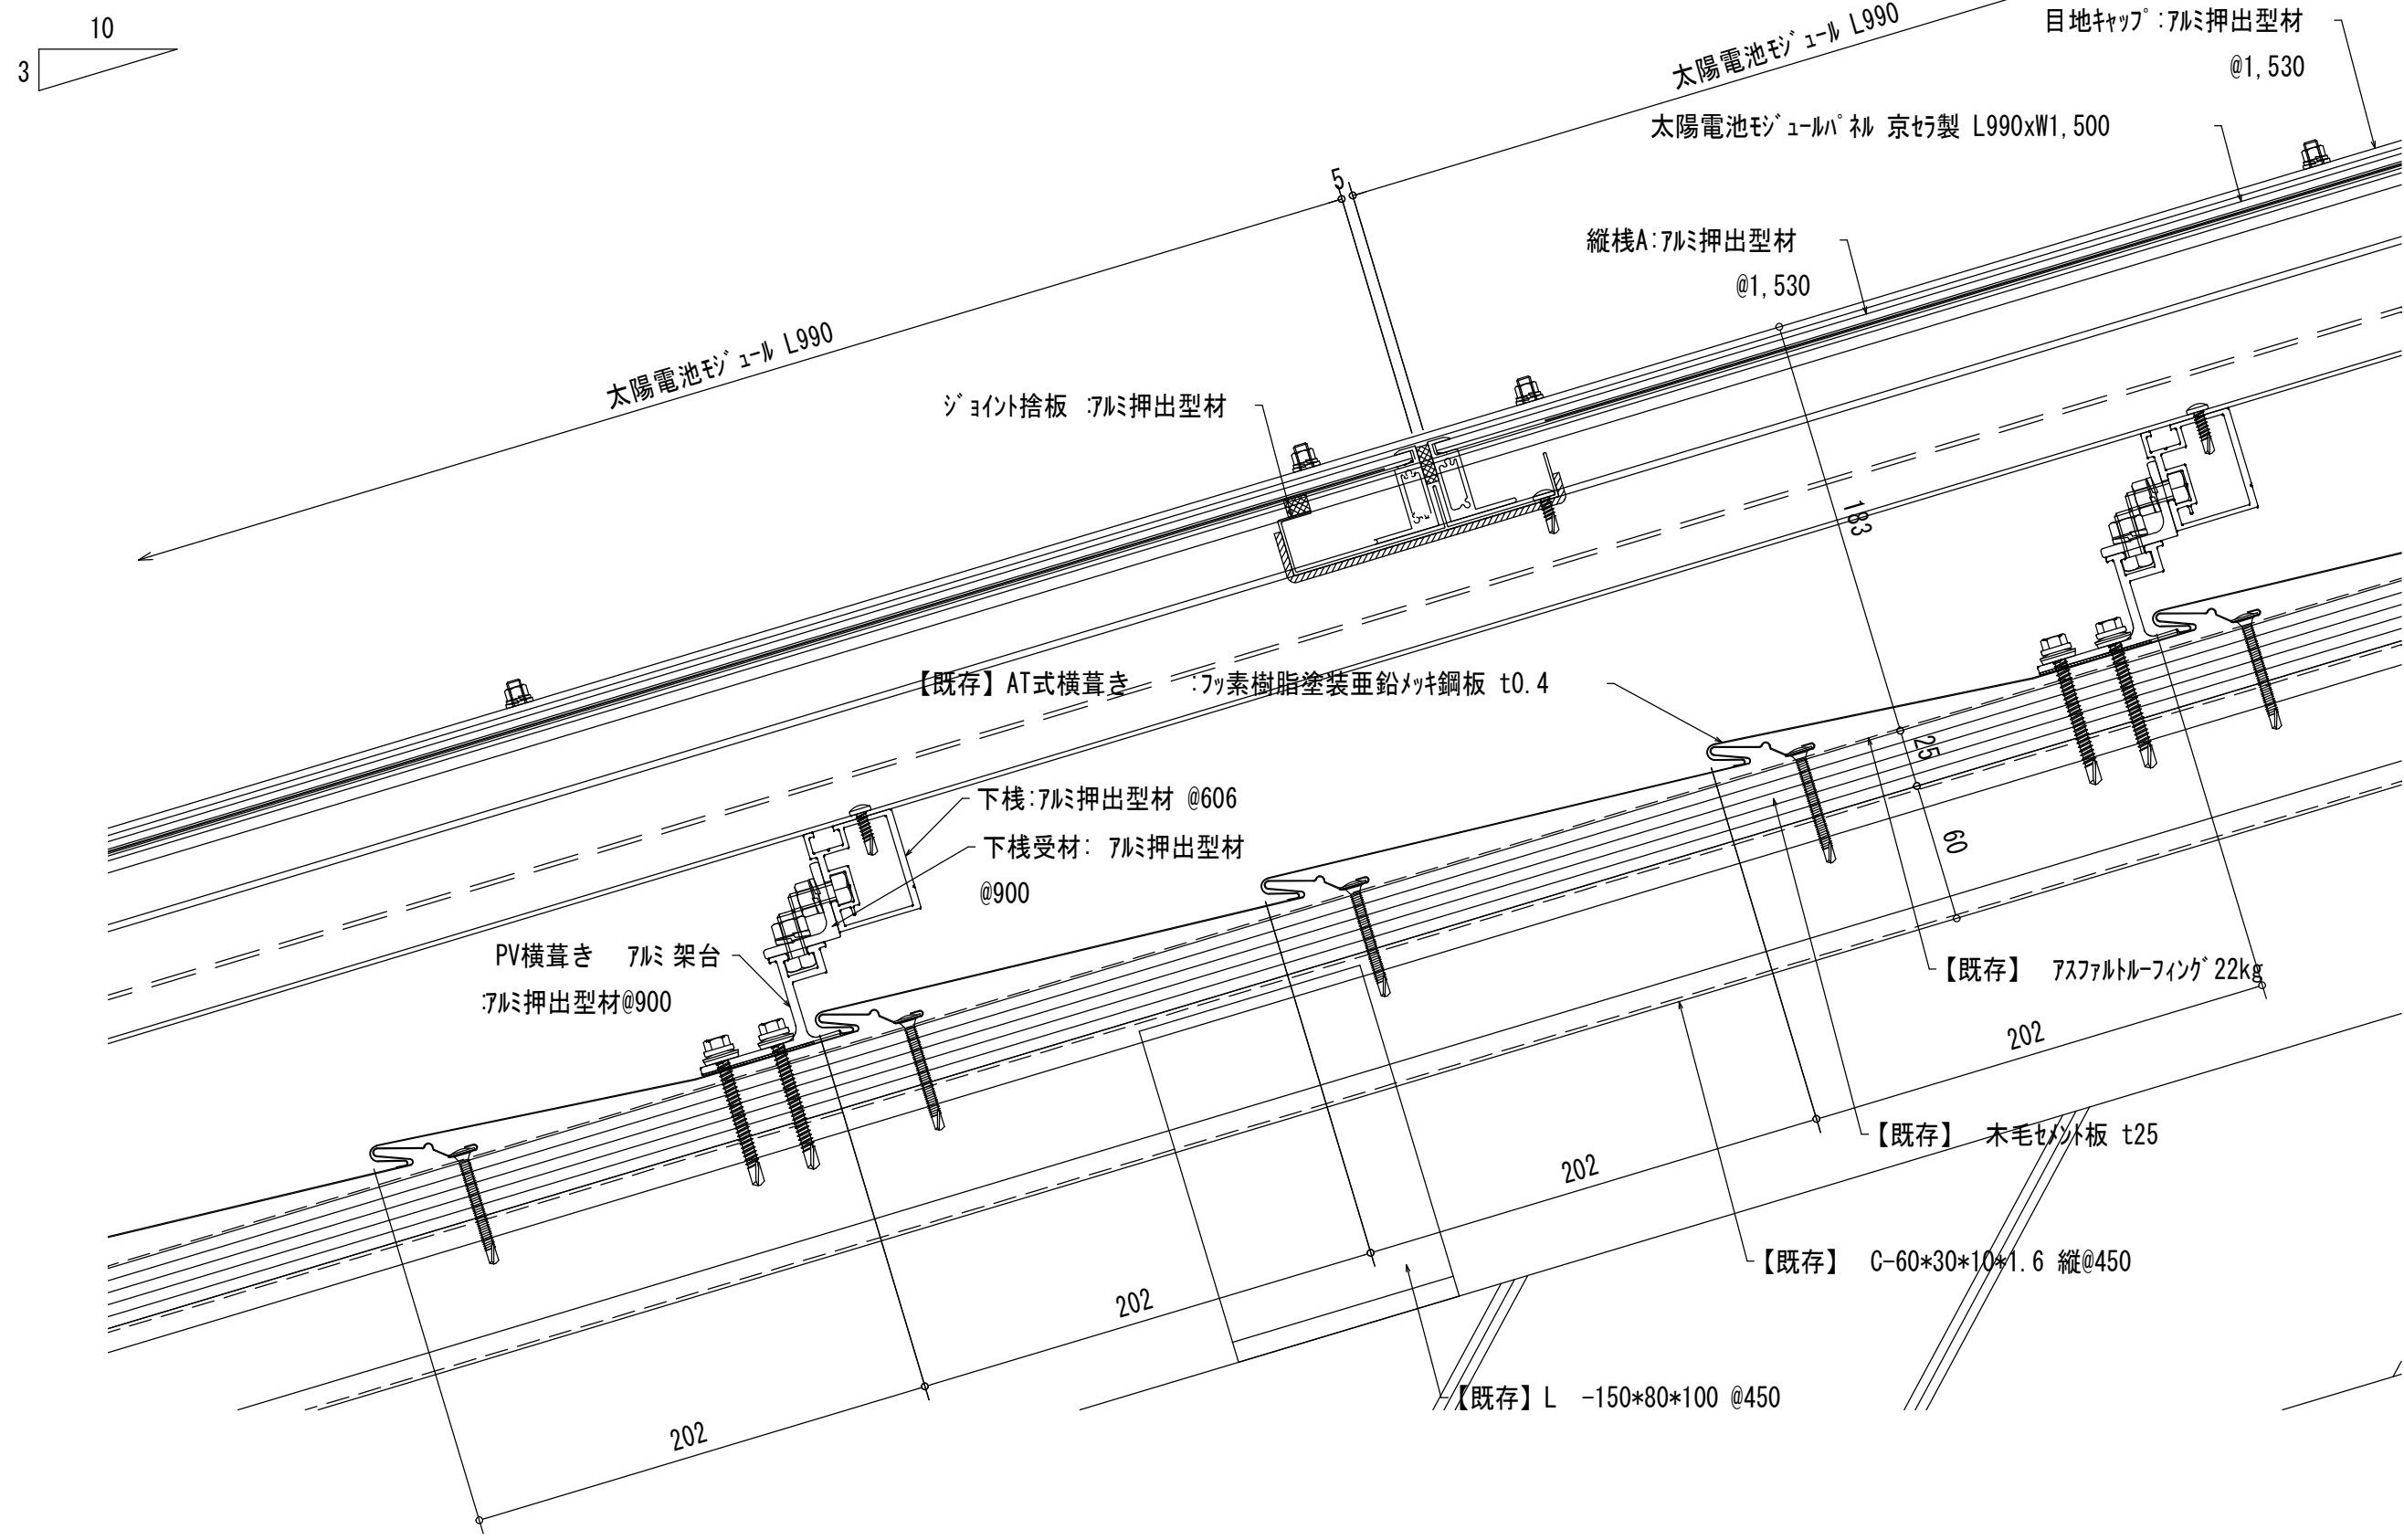 10
3
太陽電池ﾓｼﾞｭｰﾙ L990
目地ｷｬｯﾌﾟ:ｱﾙﾐ押出型材
@1,530
太陽電池ﾓｼﾞｭｰﾙﾊﾟﾈﾙ 京ｾﾗ製 L990xW1,500
5
縦桟A:ｱﾙﾐ押出型材
@1,530
太陽電池ﾓｼﾞｭｰﾙ L990
ｼﾞｮｲﾝﾄ捨板 :ｱﾙﾐ押出型材
183
【既存】AT式横葺き :ﾌｯ素樹脂塗装亜鉛ﾒｯｷ鋼板 t0.4
25
下桟:ｱﾙﾐ押出型材 @606
下桟受材: ｱﾙﾐ押出型材
@900
60
PV横葺き ｱﾙﾐ 架台
:ｱﾙﾐ押出型材@900
【既存】 ｱｽﾌｧﾙﾄﾙｰﾌｨﾝｸﾞ22kg
202
【既存】 木毛ｾﾒﾝﾄ板 t25
202
【既存】 C-60*30*10*1.6 縦@450
202
【既存】L -150*80*100 @450
202